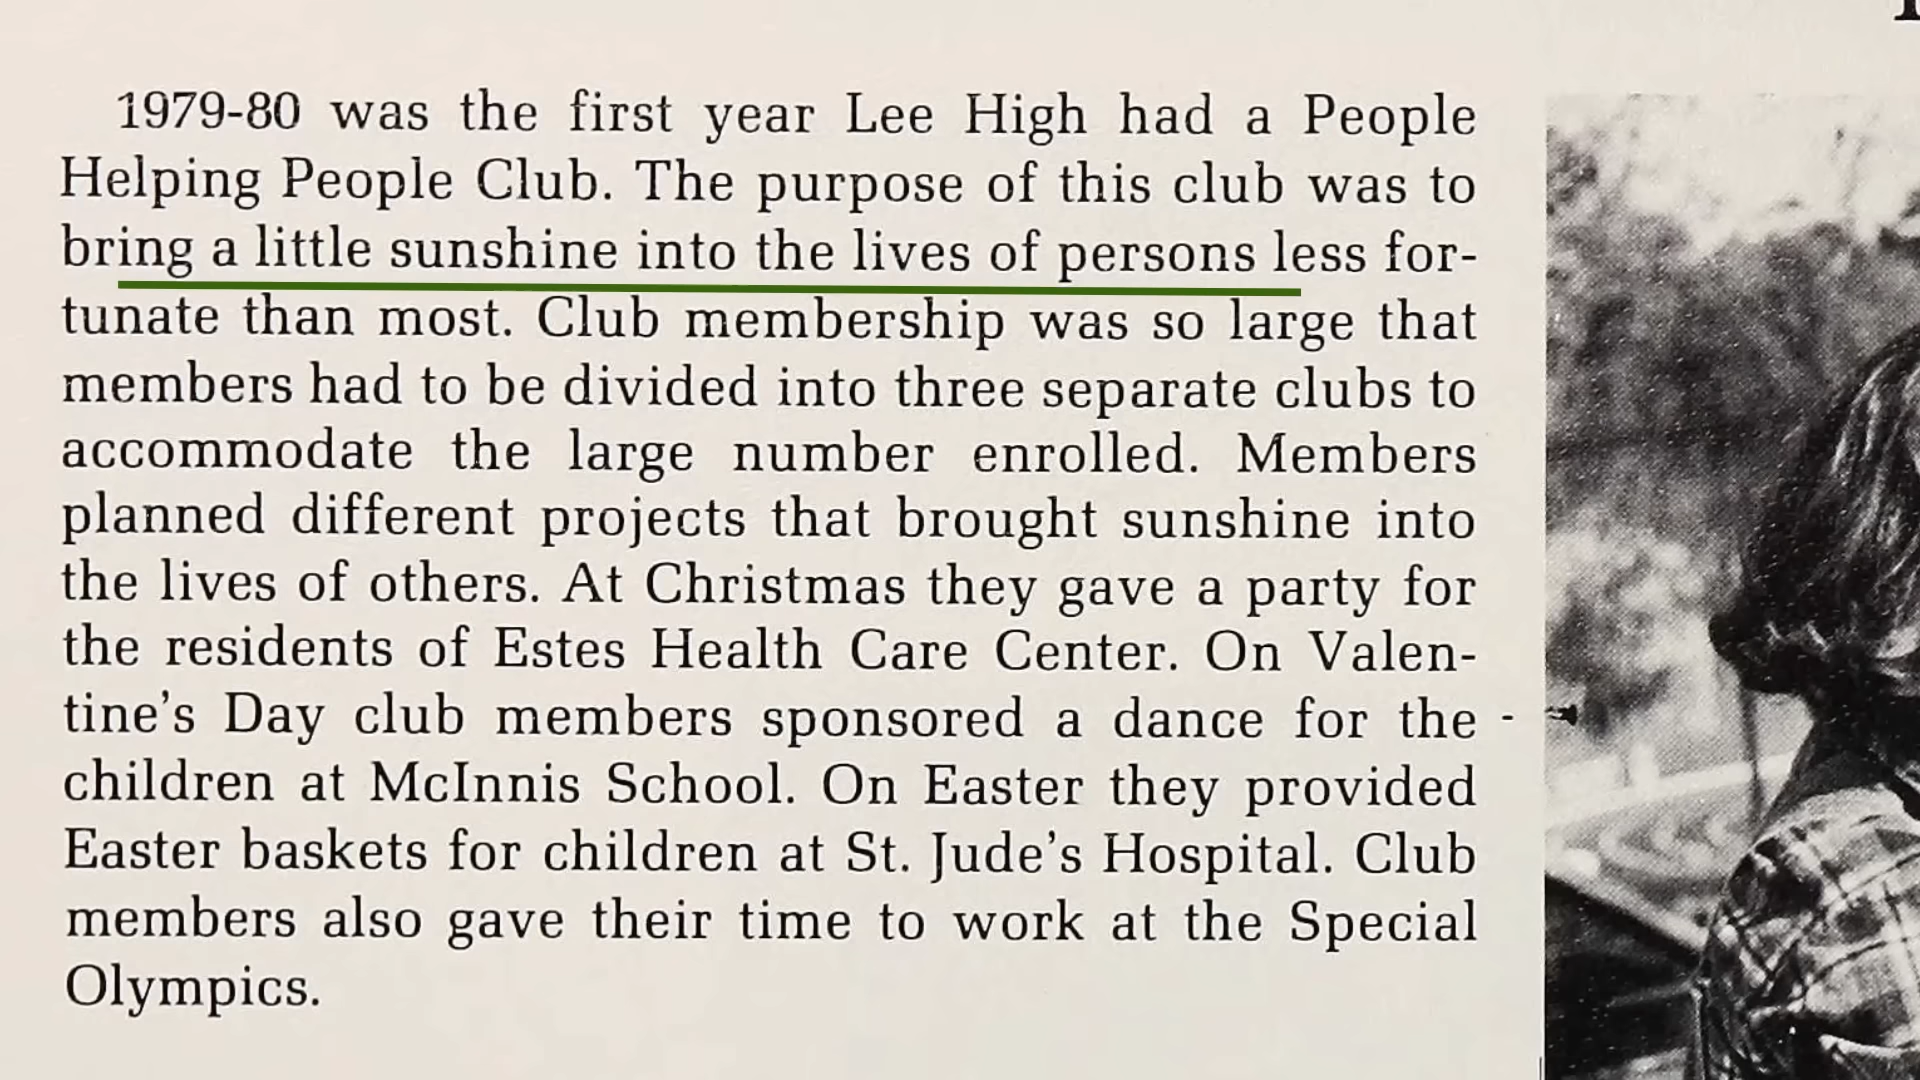 1979-80 was the first year Lee High had a People
Helping People Club. The purpose of this club was to
bring a little sunshine into the lives of persons less for-
tunate than most. Club membership was so large that
members had to be divided into three separate clubs to
accommodate the large number enrolled. Members
planned different projects that brought sunshine into
the lives of others. At Christmas they gave a party for
the residents of Estes Health Care Center. On Valen-
tine's Day club members sponsored a dance for the
children at McInnis School. On Easter they provided
Easter baskets for children at St. Jude's Hospital. Club
members also gave their time to work at the Special
Olympics.